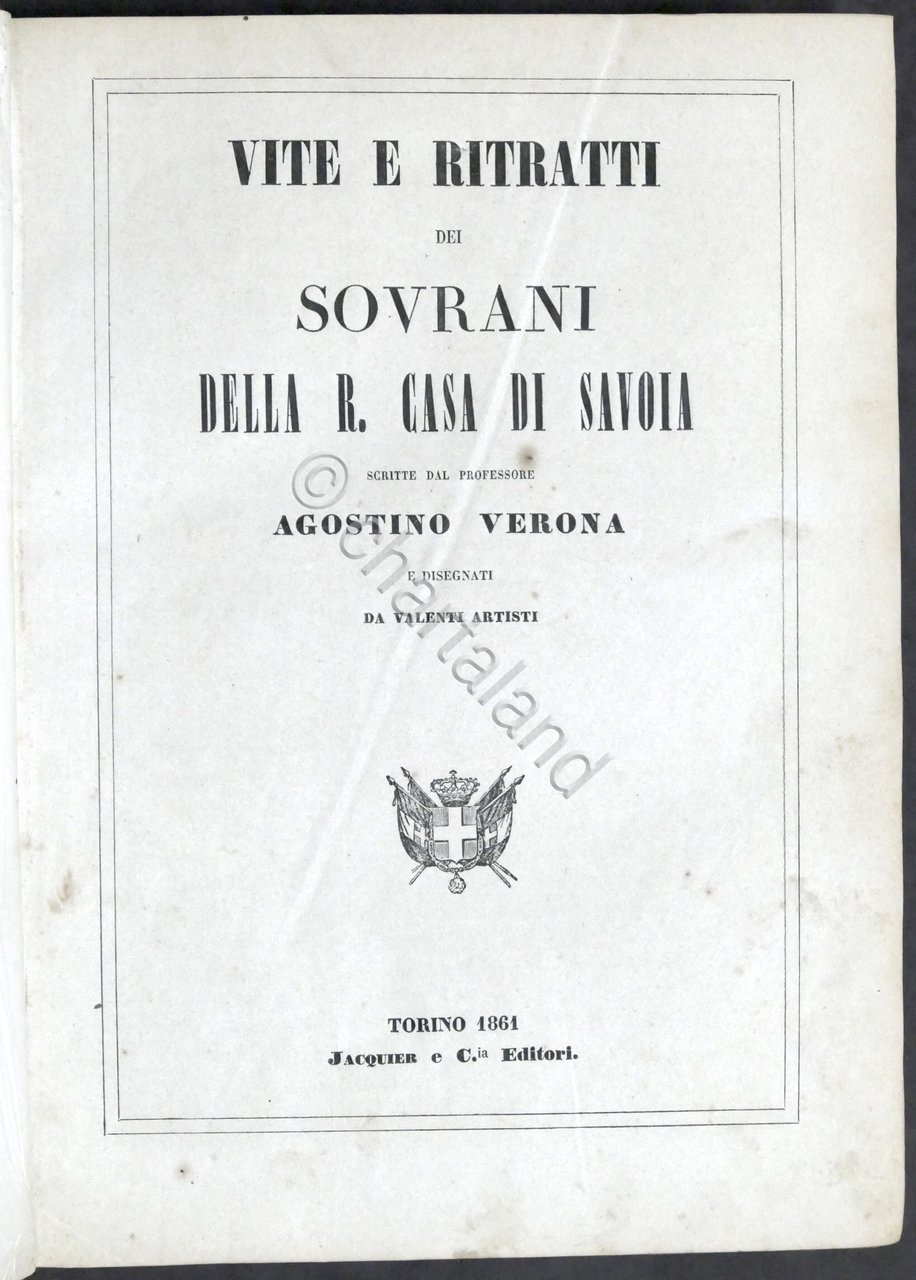 VITE E RITRATTI
DEI
SOVRANI
DELLA R. CASA DI SAVOIA
SCRITTE DAL PROFESSORE
AGOSTINO VERONA
E DISEGNATI
DA VALENTI ARTISTI
© chartaland
TORINO 1861
JACQUIER e C.ia Editori.